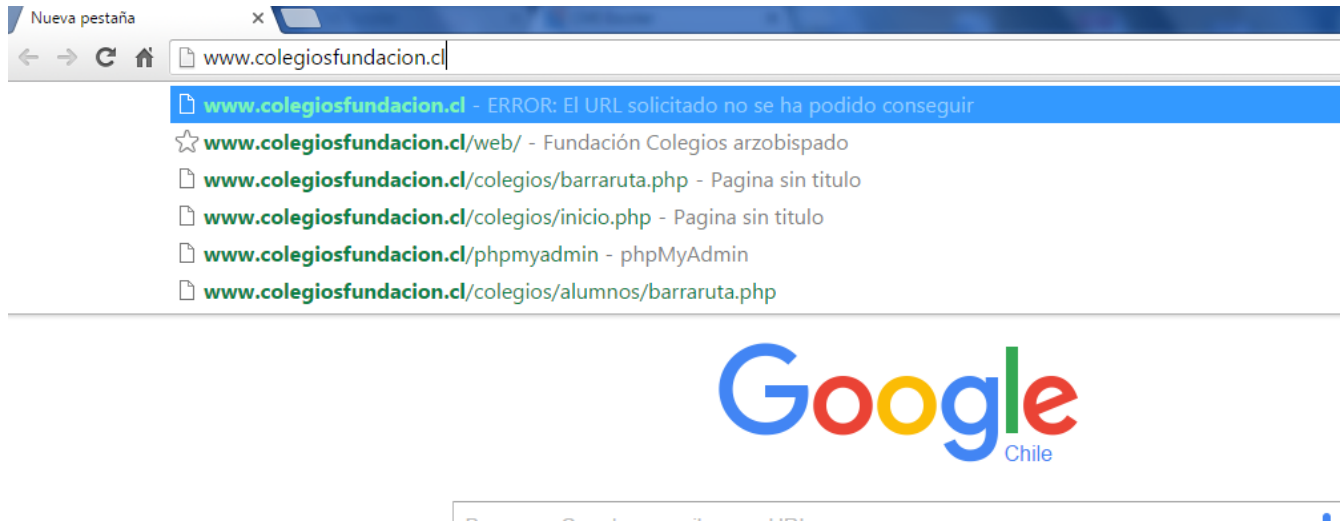 Nueva pestaña
www.colegiosfundacion.cl
www.colegiosfundacion.cl - ERROR: El URL solicitado no se ha podido conseguir
www.colegiosfundacion.cl/web/ - Fundación Colegios arzobispado
www.colegiosfundacion.cl/colegios/barraruta.php - Pagina sin titulo
www.colegiosfundacion.cl/colegios/inicio.php - Pagina sin titulo
www.colegiosfundacion.cl/phpmyadmin - phpMyAdmin
www.colegiosfundacion.cl/colegios/alumnos/barraruta.php
Google
Chile